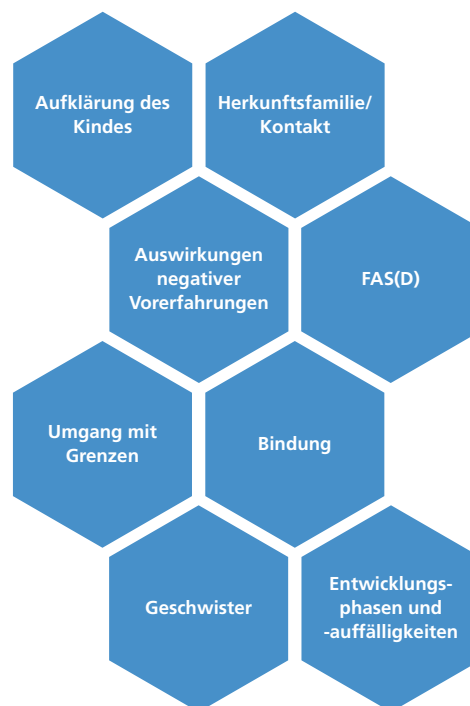 Aufklärung des
Kindes
Herkunftsfamilie/
Kontakt
Auswirkungen
negativer
Vorerfahrungen
FAS(D)
Umgang mit
Grenzen
Bindung
Geschwister
Entwicklungs-
phasen und
-auffälligkeiten